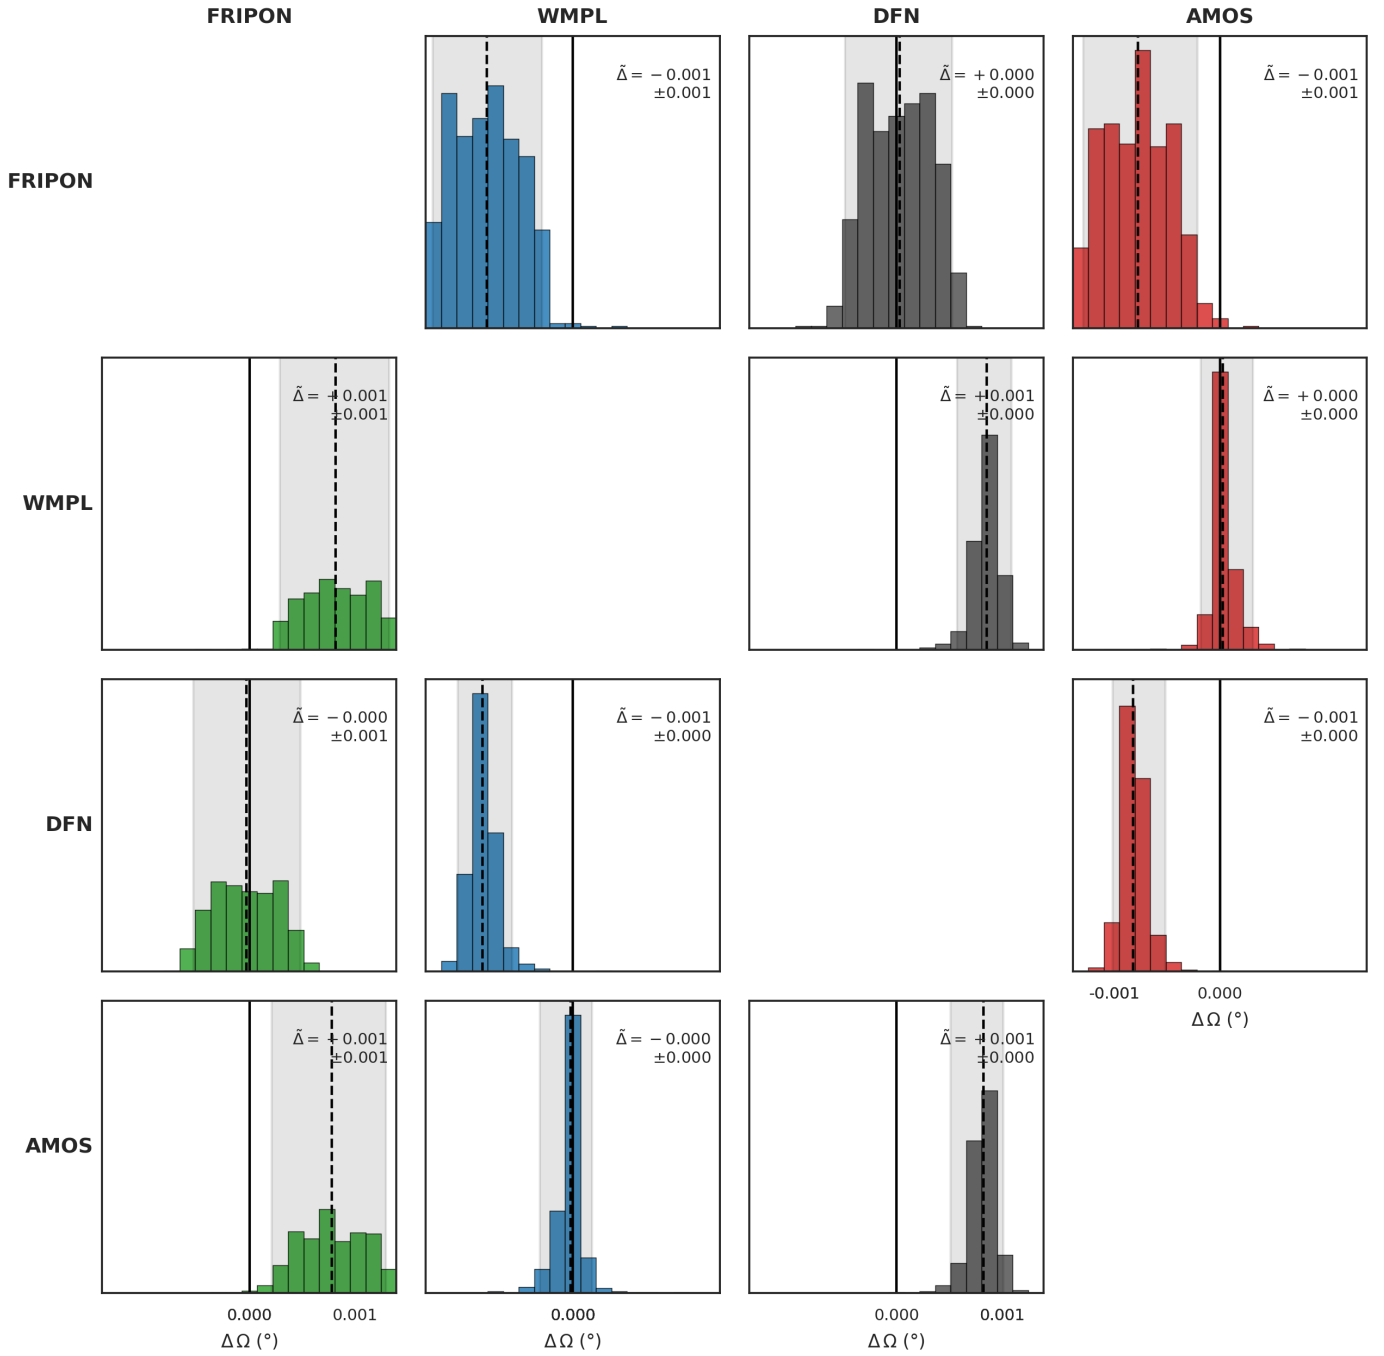 FRIPON WMPL DFN AMOS
FRIPON
Δ̃ = −0.001
±0.001
Δ̃ = +0.000
±0.000
Δ̃ = −0.001
±0.001
WMPL
Δ̃ = +0.001
±0.001
Δ̃ = +0.001
±0.000
Δ̃ = +0.000
±0.000
DFN
Δ̃ = −0.000
±0.001
Δ̃ = −0.001
±0.000
Δ̃ = −0.001
±0.000
-0.001 0.000
ΔΩ (°)
AMOS
Δ̃ = +0.001
±0.001
Δ̃ = −0.000
±0.000
Δ̃ = +0.001
±0.000
0.000 0.001
ΔΩ (°)
0.000
ΔΩ (°)
0.000 0.001
ΔΩ (°)